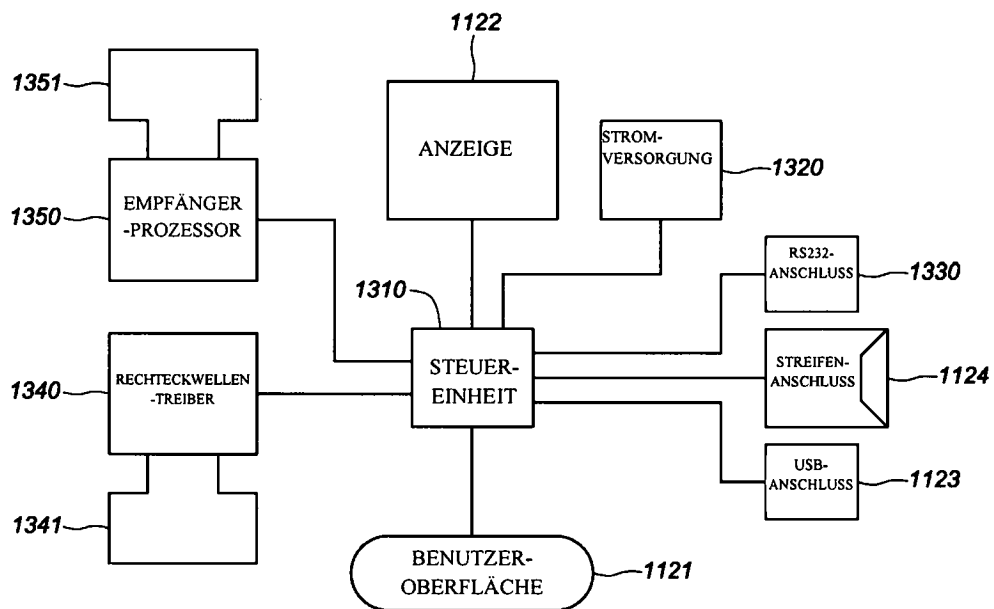 1122
1351
ANZEIGE
STROM-
VERSORGUNG
1320
1350
EMPFÄNGER
-PROZESSOR
RS232-
ANSCHLUSS
1330
1310
STEUER-
EINHEIT
STREIFEN-
ANSCHLUSS
1124
1340
RECHTECKWELLEN
-TREIBER
USB-
ANSCHLUSS
1123
1341
BENUTZER-
OBERFLÄCHE
1121